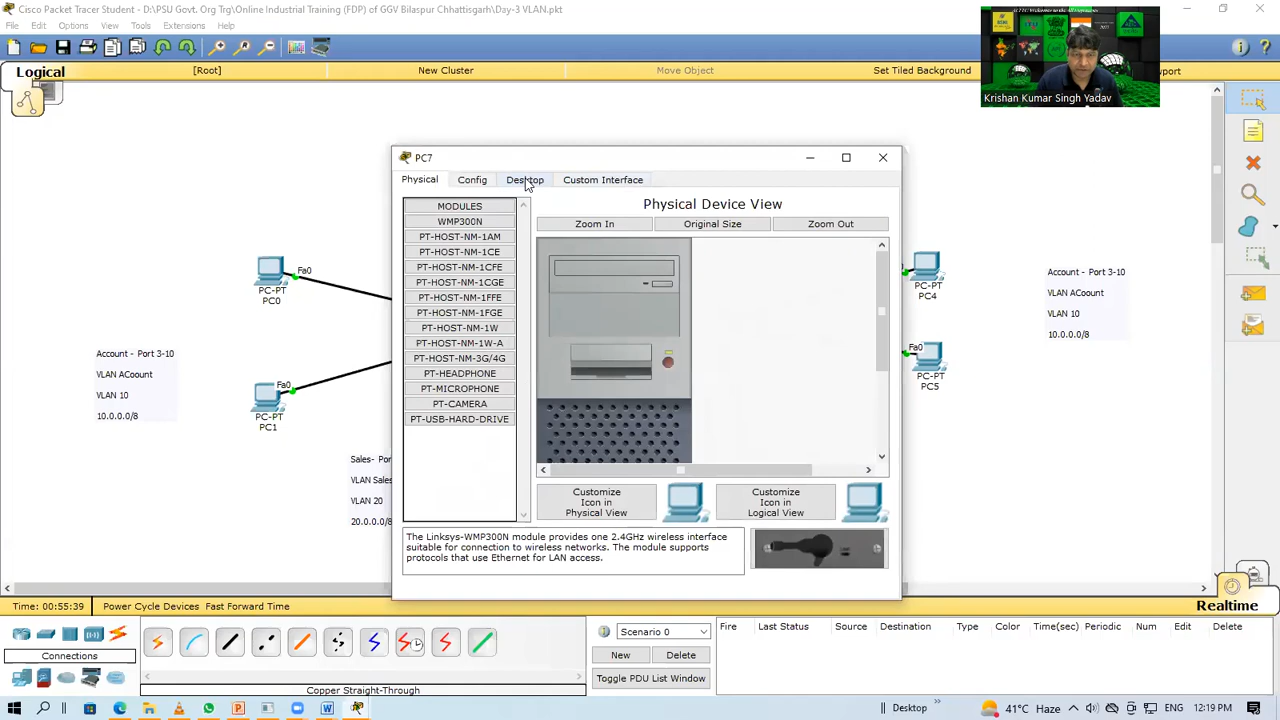 Cisco Packet Tracer Student - D:\PSU Govt. Org Trg\Online Industrial Training (FDP) of GGV Bilaspur Chhattisgarh\Day-3 VLAN.pkt
File Edit Options View Tools Extensions Help
Logical
[Root]
New Cluster
Move Object
Set Tiled Background
Krishan Kumar Singh Yadav
PC7
Physical
Config
Desktop
Custom Interface
MODULES
WMP300N
PT-HOST-NM-1AM
PT-HOST-NM-1CE
PT-HOST-NM-1CFE
PT-HOST-NM-1CGE
PT-HOST-NM-1FFE
PT-HOST-NM-1FGE
PT-HOST-NM-1W
PT-HOST-NM-1W-A
PT-HOST-NM-3G/4G
PT-HEADPHONE
PT-MICROPHONE
PT-CAMERA
PT-USB-HARD-DRIVE
Physical Device View
Zoom In
Original Size
Zoom Out
Customize
Icon in
Physical View
Customize
Icon in
Logical View
The Linksys-WMP300N module provides one 2.4GHz wireless interface
suitable for connection to wireless networks. The module supports
protocols that use Ethernet for LAN access.
Fa0
PC-PT
PC0
Account - Port 3-10
VLAN ACoount
VLAN 10
10.0.0.0/8
Fa0
PC-PT
PC1
Sales- Por
VLAN Sales
VLAN 20
20.0.0.0/8
PC-PT
PC4
Fa0
PC-PT
PC5
Account - Port 3-10
VLAN ACoount
VLAN 10
10.0.0.0/8
Time: 00:55:39
Power Cycle Devices Fast Forward Time
Realtime
Connections
Copper Straight-Through
Scenario 0
New
Delete
Toggle PDU List Window
Fire Last Status Source Destination Type Color Time(sec) Periodic Num Edit Delete
Desktop
41°C Haze
ENG
12:19 PM